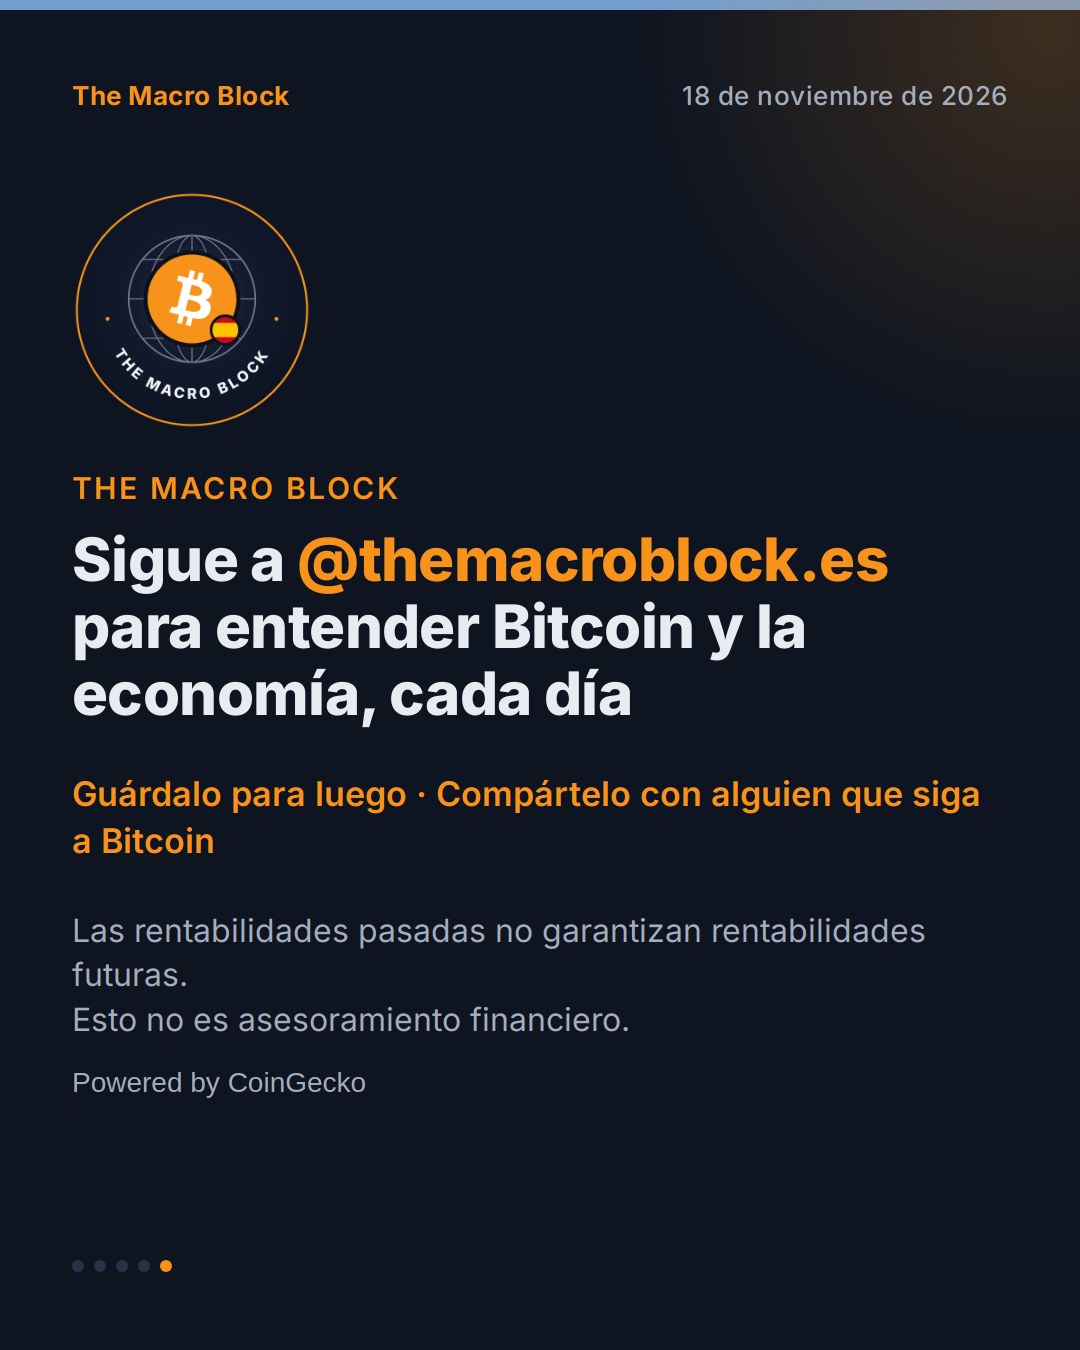 The Macro Block
18 de noviembre de 2026
THE MACRO BLOCK
THE MACRO BLOCK
Sigue a @themacroblock.es
para entender Bitcoin y la
economía, cada día
Guárdalo para luego · Compártelo con alguien que siga
a Bitcoin
Las rentabilidades pasadas no garantizan rentabilidades
futuras.
Esto no es asesoramiento financiero.
Powered by CoinGecko